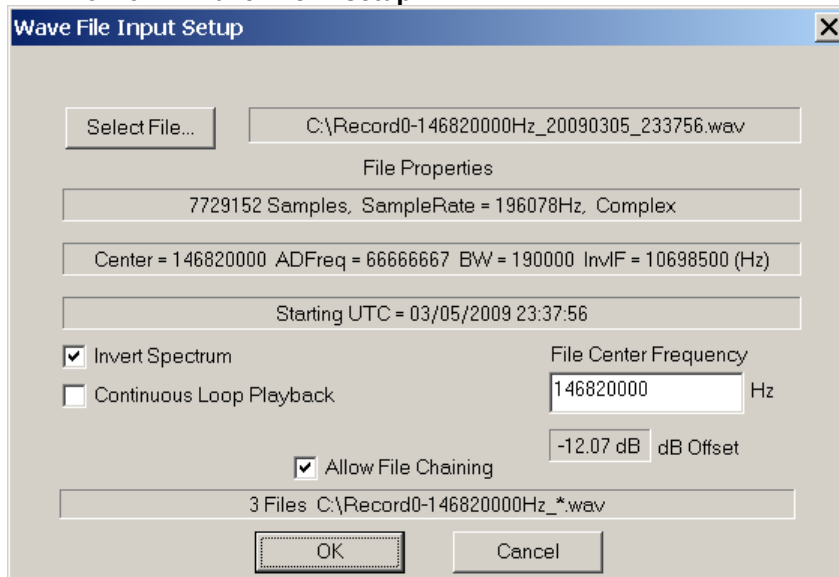 Wave File Input Setup
Select File... C:\Record0-146820000Hz_20090305_233756.wav
File Properties
7729152 Samples, SampleRate = 196078Hz, Complex
Center = 146820000 ADFreq = 66666667 BW = 190000 InvIF = 10698500 (Hz)
Starting UTC = 03/05/2009 23:37:56
Invert Spectrum File Center Frequency
Continuous Loop Playback 146820000 Hz
-12.07 dB dB Offset
Allow File Chaining
3 Files C:\Record0-146820000Hz_*.wav
OK Cancel